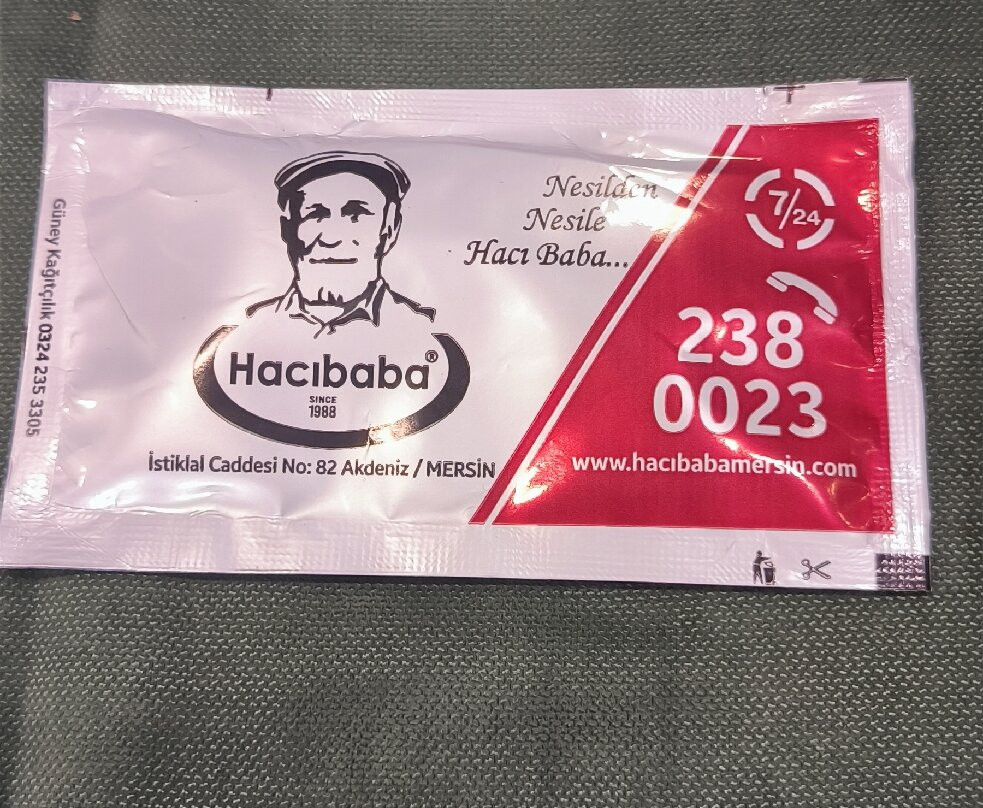 Güney Kağıtçılık 0324 235 3305
Nesilden
Nesile
Hacı Baba...
Hacıbaba®
SINCE
1988
İstiklal Caddesi No: 82 Akdeniz / MERSİN
7/24
238
0023
www.hacıbabamersin.com